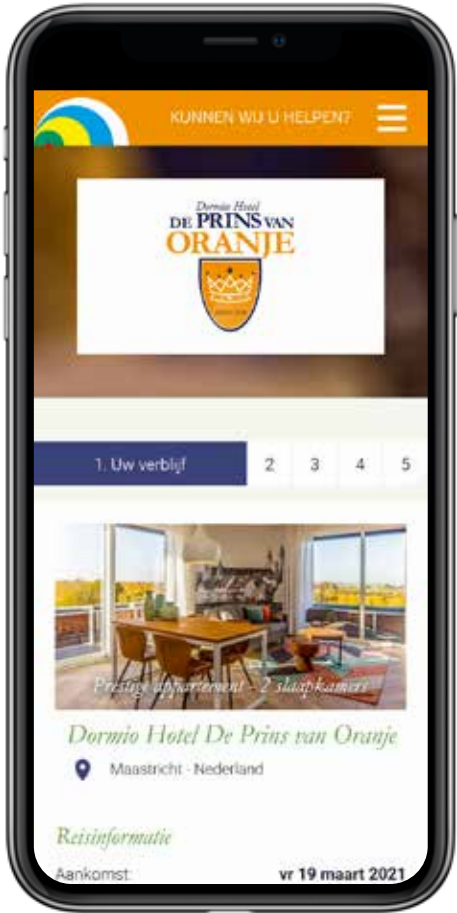 KUNNEN WIJ U HELPEN?
Dormio Hotel
DE PRINS VAN
ORANJE
1. Uw verblijf 2 3 4 5
Prestige appartement - 2 slaapkamers
Dormio Hotel De Prins van Oranje
Maastricht - Nederland
Reisinformatie
Aankomst: vr 19 maart 2021